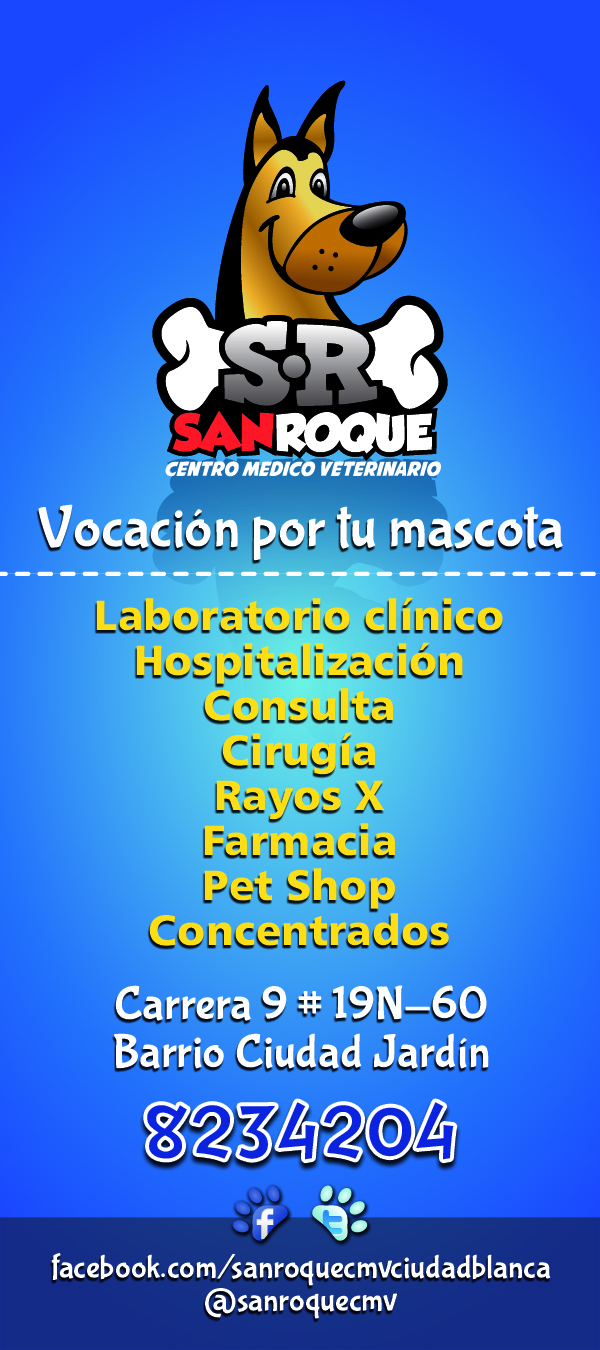 S·R
SANROQUE
CENTRO MEDICO VETERINARIO
Vocación por tu mascota
Laboratorio clínico
Hospitalización
Consulta
Cirugía
Rayos X
Farmacia
Pet Shop
Concentrados
Carrera 9 # 19N-60
Barrio Ciudad Jardín
8234204
facebook.com/sanroquecmvciudadblanca
@sanroquecmv